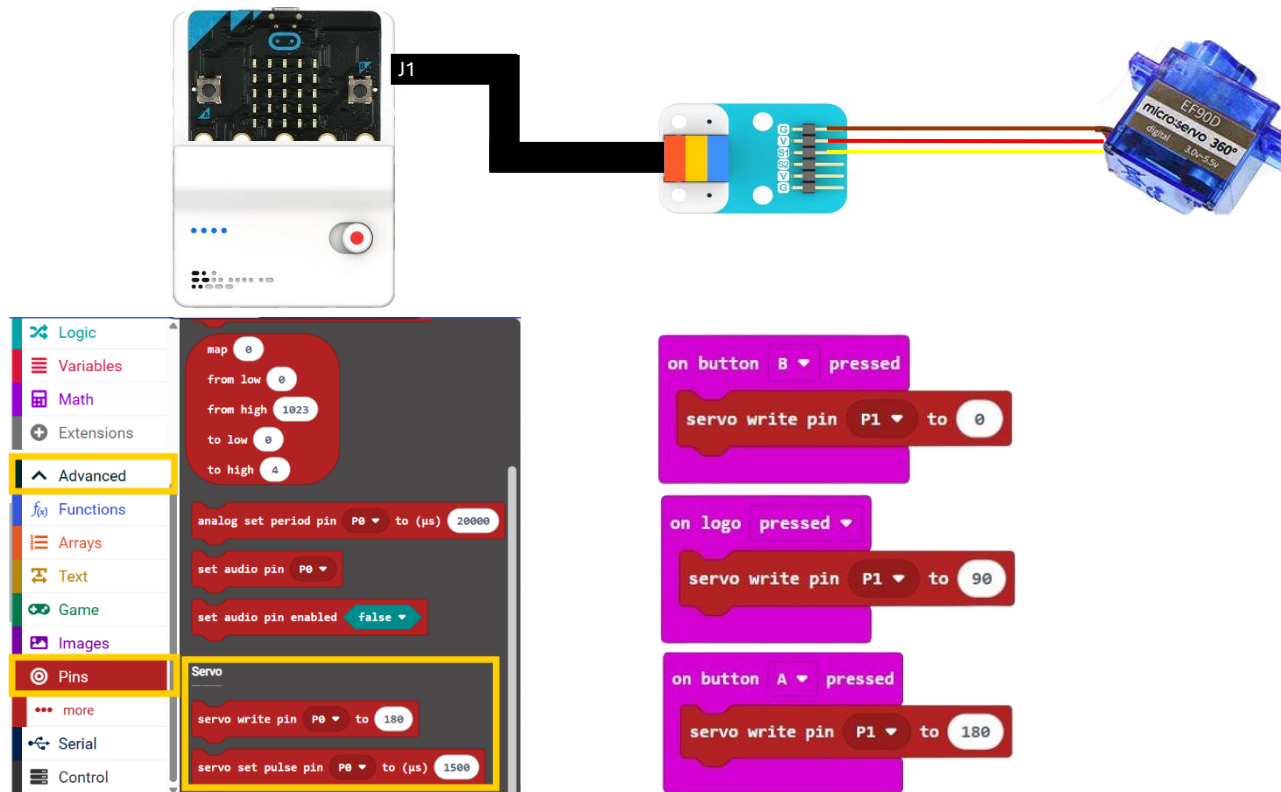 J1
A
B
G
V
S1
S2
V
G
EF90D
micro:servo 360°
digital 3.0v~5.5v
Logic
Variables
Math
Extensions
Advanced
Functions
Arrays
Text
Game
Images
Pins
more
Serial
Control
map 0
from low 0
from high 1023
to low 0
to high 4
analog set period pin P0 to (µs) 20000
set audio pin P0
set audio pin enabled false
Servo
servo write pin P0 to 180
servo set pulse pin P0 to (µs) 1500
on button B pressed
servo write pin P1 to 0
on logo pressed
servo write pin P1 to 90
on button A pressed
servo write pin P1 to 180